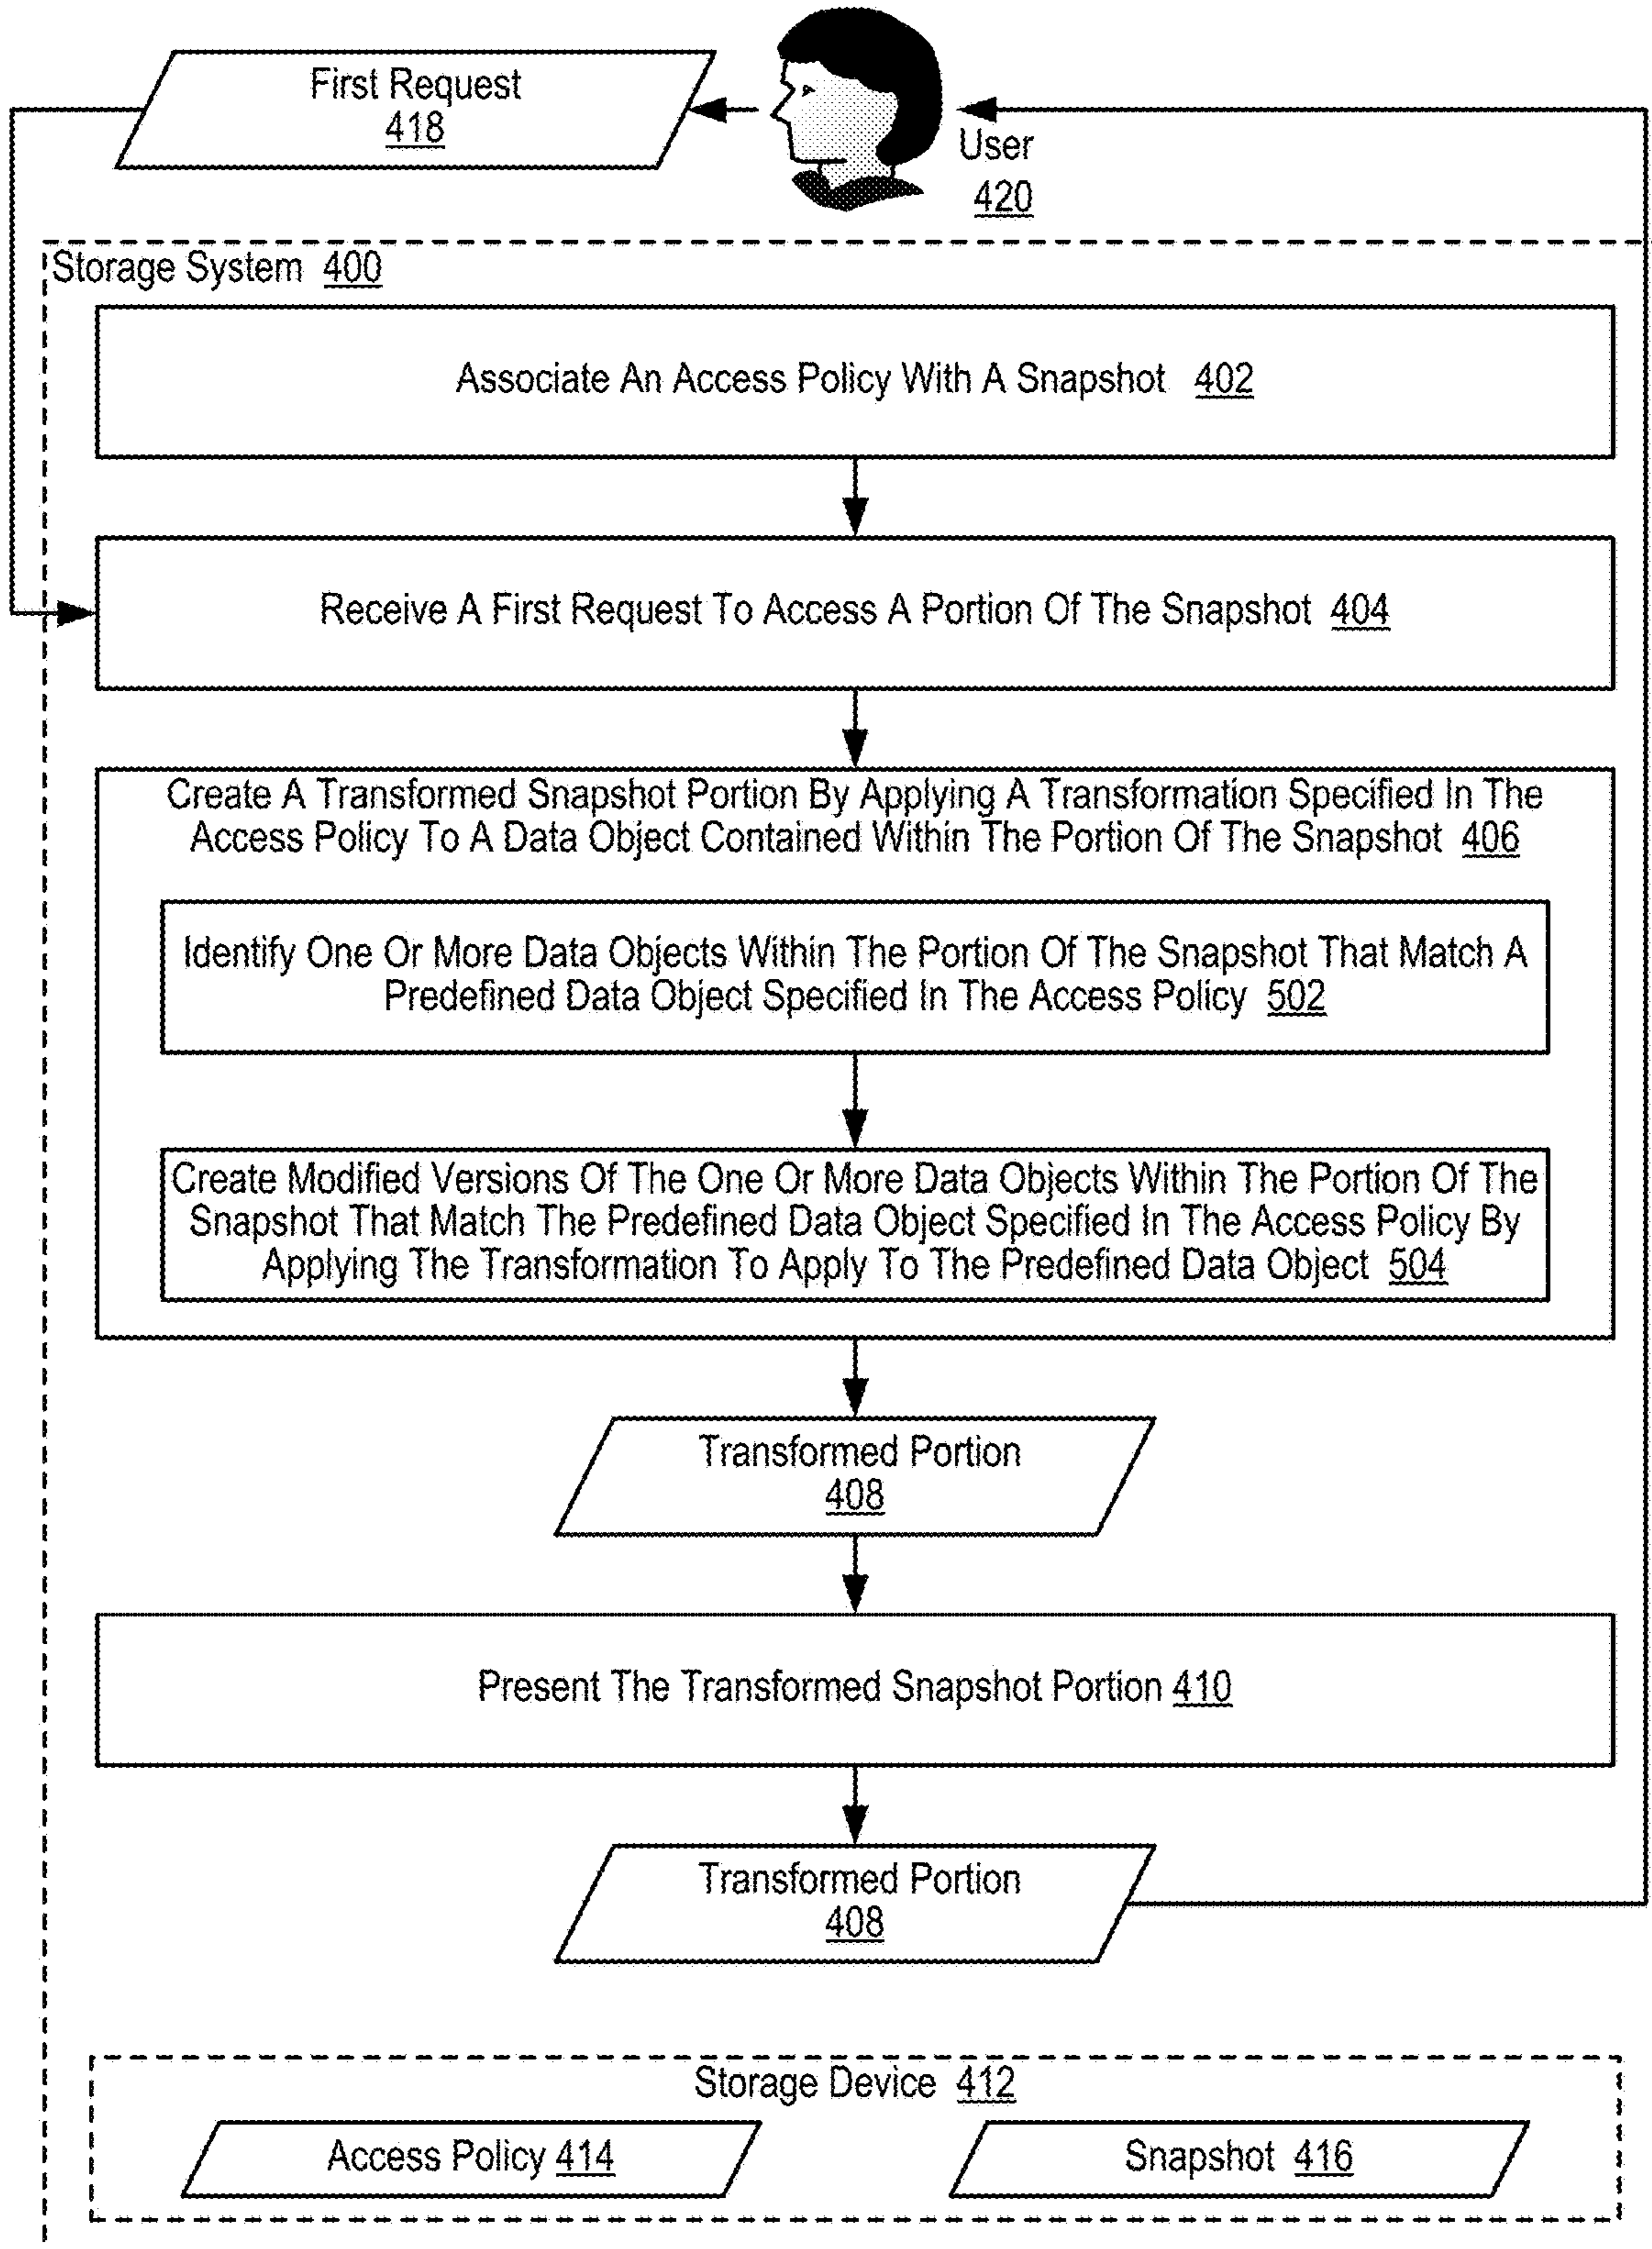 First Request
418
User
420
Storage System 400
Associate An Access Policy With A Snapshot 402
Receive A First Request To Access A Portion Of The Snapshot 404
Create A Transformed Snapshot Portion By Applying A Transformation Specified In The
Access Policy To A Data Object Contained Within The Portion Of The Snapshot 406
Identify One Or More Data Objects Within The Portion Of The Snapshot That Match A
Predefined Data Object Specified In The Access Policy 502
Create Modified Versions Of The One Or More Data Objects Within The Portion Of The
Snapshot That Match The Predefined Data Object Specified In The Access Policy By
Applying The Transformation To Apply To The Predefined Data Object 504
Transformed Portion
408
Present The Transformed Snapshot Portion 410
Transformed Portion
408
Storage Device 412
Access Policy 414
Snapshot 416